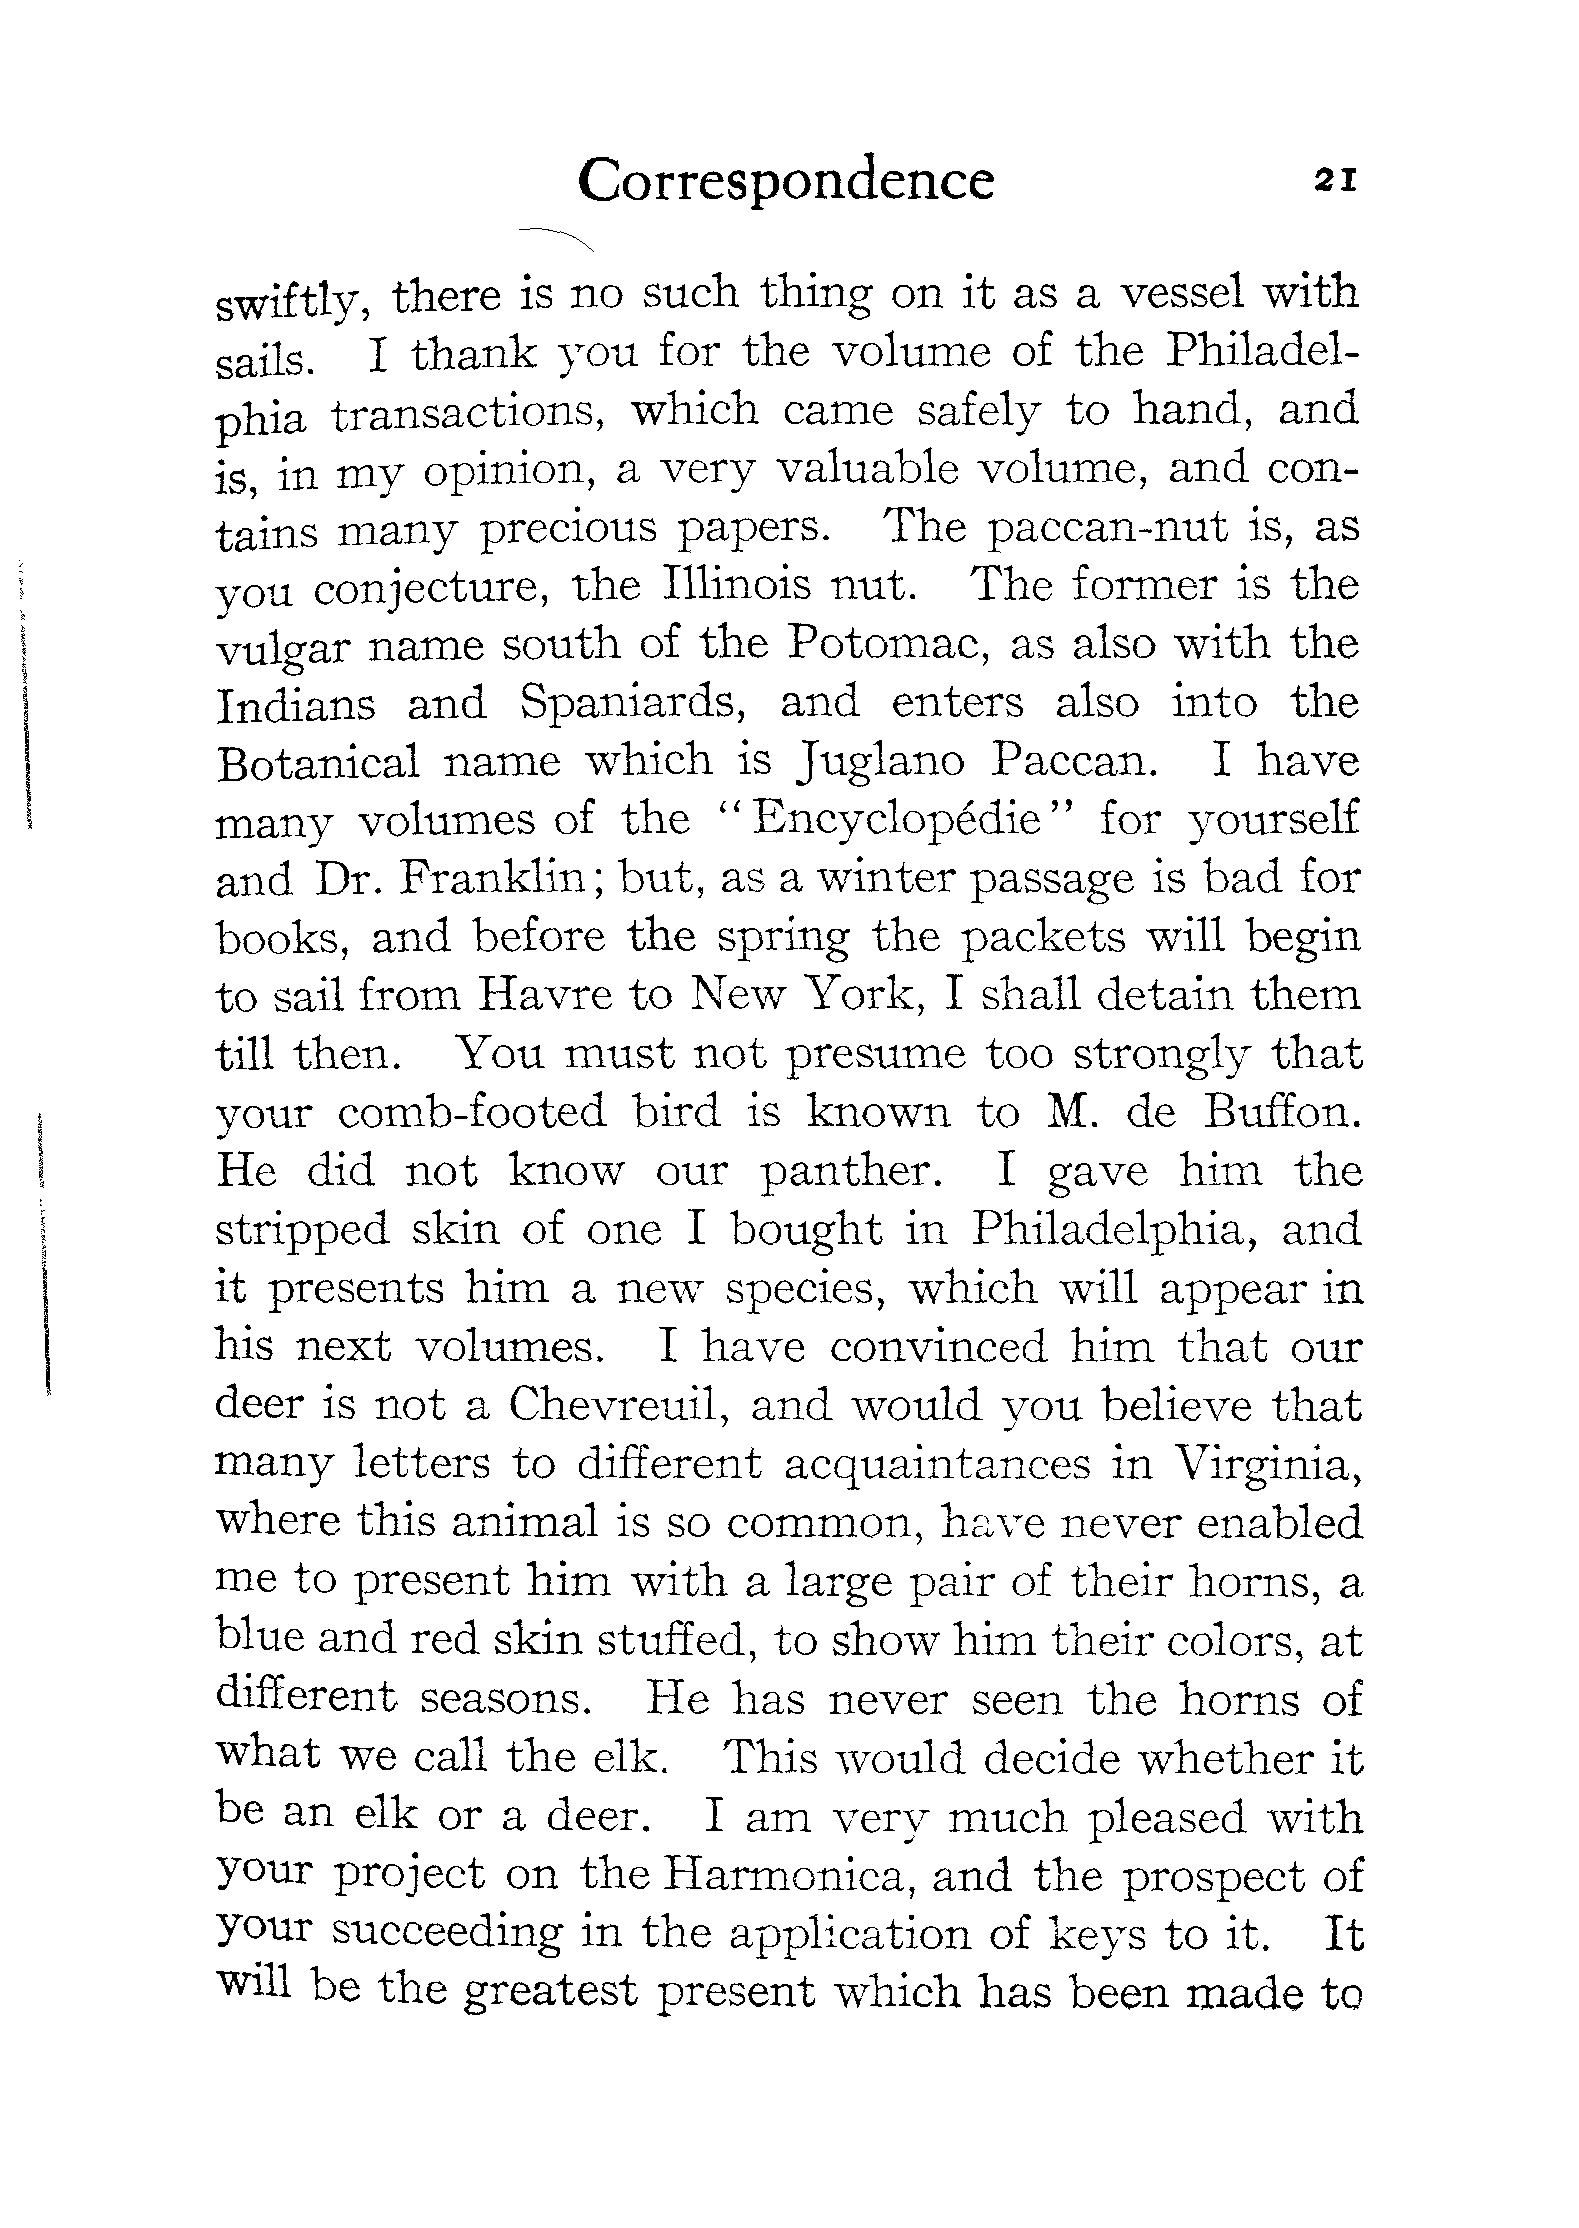 Correspondence 21
swiftly, there is no such thing on it as a vessel with
sails. I thank you for the volume of the Philadel-
phia transactions, which came safely to hand, and
is, in my opinion, a very valuable volume, and con-
tains many precious papers. The paccan-nut is, as
you conjecture, the Illinois nut. The former is the
vulgar name south of the Potomac, as also with the
Indians and Spaniards, and enters also into the
Botanical name which is Juglano Paccan. I have
many volumes of the "Encyclopédie" for yourself
and Dr. Franklin; but, as a winter passage is bad for
books, and before the spring the packets will begin
to sail from Havre to New York, I shall detain them
till then. You must not presume too strongly that
your comb-footed bird is known to M. de Buffon.
He did not know our panther. I gave him the
stripped skin of one I bought in Philadelphia, and
it presents him a new species, which will appear in
his next volumes. I have convinced him that our
deer is not a Chevreuil, and would you believe that
many letters to different acquaintances in Virginia,
where this animal is so common, have never enabled
me to present him with a large pair of their horns, a
blue and red skin stuffed, to show him their colors, at
different seasons. He has never seen the horns of
what we call the elk. This would decide whether it
be an elk or a deer. I am very much pleased with
your project on the Harmonica, and the prospect of
your succeeding in the application of keys to it. It
will be the greatest present which has been made to